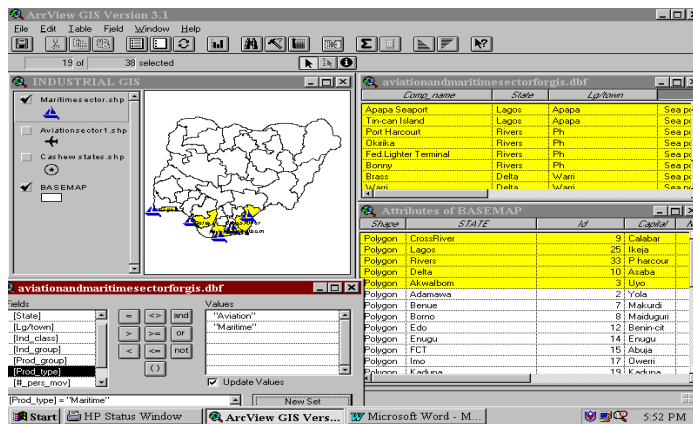 ArcView GIS Version 3.1
File Edit Table Field Window Help
19 of 38 selected
INDUSTRIAL GIS
Maritimesector.shp
Aviationsector1.shp
Cashew states.shp
BASEMAP
aviationandmaritimesectorforgis.dbf
Comp_name State Lg/town
Apapa Seaport Lagos Apapa Sea po
Tin-can Island Lagos Apapa Sea po
Port Harcourt Rivers Ph Sea po
Okirika Rivers Ph Sea po
Fed.Lighter Terminal Rivers Ph Sea po
Bonny Rivers Ph Sea po
Brass Delta Warri Sea po
Warri Delta Warri Sea po
Attributes of BASEMAP
Shape STATE Id Capital N
Polygon CrossRiver 9 Calabar
Polygon Lagos 25 Ikeja
Polygon Rivers 33 P harcour
Polygon Delta 10 Asaba
Polygon Akwaibom 3 Uyo
Polygon Adamawa 2 Yola
Polygon Benue 7 Makurdi
Polygon Borno 8 Maiduguri
Polygon Edo 12 Benin-cit
Polygon Enugu 14 Enugu
Polygon FCT 15 Abuja
Polygon Imo 17 Owerri
Polygon Kaduna 19 Kaduna
aviationandmaritimesectorforgis.dbf
Fields Values
[State]
[Lg/town]
[Ind_class]
[Ind_group]
[Prod_group]
[Prod_type]
[#_pers_mov]
= <> and
> >= or
< <= not
()
"Aviation"
"Maritime"
Update Values
[Prod_type] = "Maritime"
New Set
Start HP Status Window ArcView GIS Vers... Microsoft Word - M... 5:52 PM